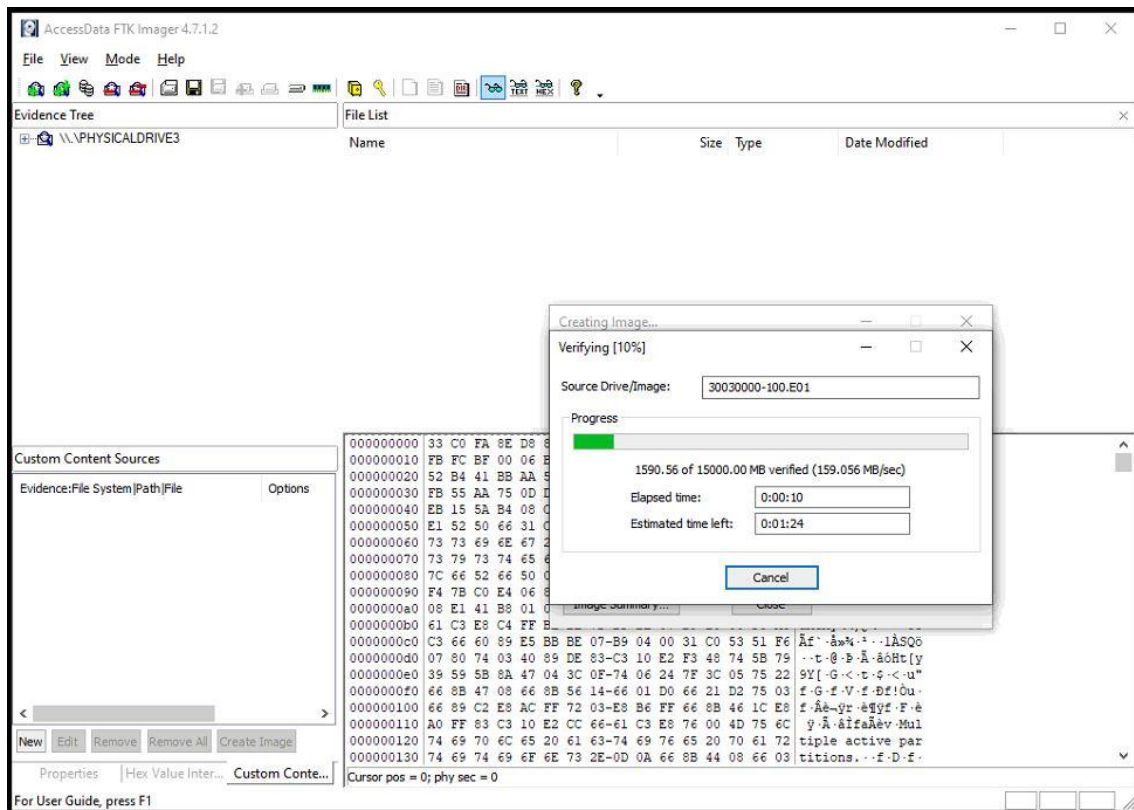 AccessData FTK Imager 4.7.1.2
File View Mode Help
Evidence Tree
\\.\PHYSICALDRIVE3
File List
Name Size Type Date Modified
Custom Content Sources
Evidence:File System|Path|File Options
New Edit Remove Remove All Create Image
Properties Hex Value Inter... Custom Conte...
For User Guide, press F1
Creating Image...
Verifying [10%]
Source Drive/Image: 30030000-100.E01
Progress
1590.56 of 15000.00 MB verified (159.056 MB/sec)
Elapsed time: 0:00:10
Estimated time left: 0:01:24
Cancel
Image Summary... Close
000000000 33 C0 FA 8E D8
000000010 FB FC BF 00 06
000000020 52 B4 41 BB AA
000000030 FB 55 AA 75 0D
000000040 EB 15 5A B4 08
000000050 E1 52 50 66 31
000000060 73 73 69 6E 67
000000070 73 79 73 74 65
000000080 7C 66 52 66 50
000000090 F4 7B C0 E4 06
0000000a0 08 E1 41 B8 01
0000000b0 61 C3 E8 C4 FF
0000000c0 C3 66 60 89 E5 BB BE 07-B9 04 00 31 C0 53 51 F6
0000000d0 07 80 74 03 40 89 DE 83-C3 10 E2 F3 48 74 5B 79
0000000e0 39 59 5B 8A 47 04 3C 0F-74 06 24 7F 3C 05 75 22
0000000f0 66 8B 47 08 66 8B 56 14-66 01 D0 66 21 D2 75 03
000000100 66 89 C2 E8 AC FF 72 03-E8 B6 FF 66 8B 46 1C E8
000000110 A0 FF 83 C3 10 E2 CC 66-61 C3 E8 76 00 4D 75 6C
000000120 74 69 70 6C 65 20 61 63-74 69 76 65 20 70 61 72 tiple active par
000000130 74 69 74 69 6F 6E 73 2E-0D 0A 66 8B 44 08 66 03 titions.··f·D·f·
Cursor pos = 0; phy sec = 0